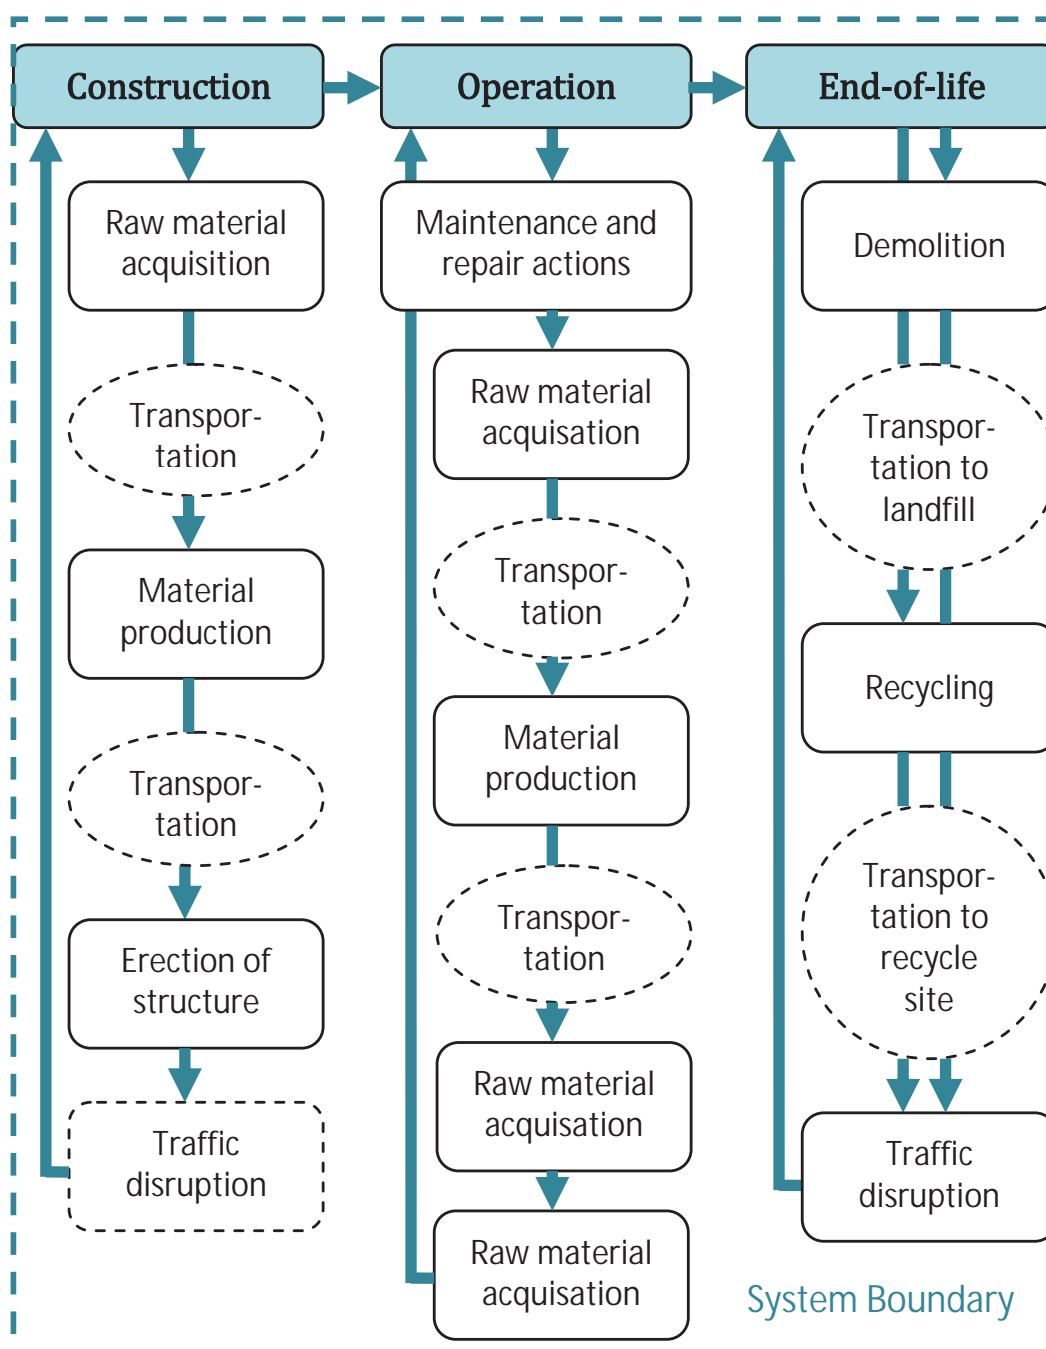 Construction
Operation
End-of-life
Raw material
acquisition
Transpor-
tation
Material
production
Transpor-
tation
Erection of
structure
Traffic
disruption
Maintenance and
repair actions
Raw material
acquisation
Transpor-
tation
Material
production
Transpor-
tation
Raw material
acquisation
Raw material
acquisation
Demolition
Transpor-
tation to
landfill
Recycling
Transpor-
tation to
recycle
site
Traffic
disruption
System Boundary